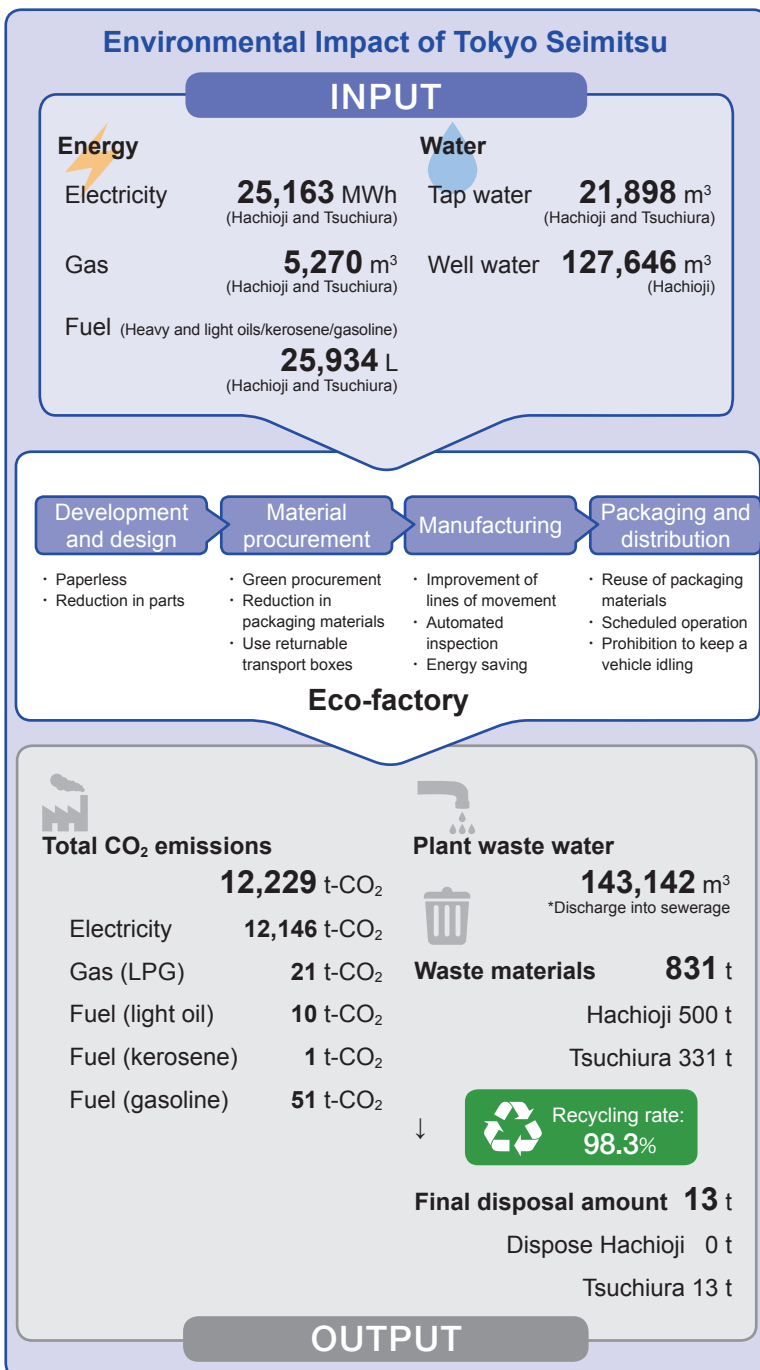 Environmental Impact of Tokyo Seimitsu
INPUT
Energy
Electricity 25,163 MWh
(Hachioji and Tsuchiura)
Gas 5,270 m³
(Hachioji and Tsuchiura)
Fuel (Heavy and light oils/kerosene/gasoline)
25,934 L
(Hachioji and Tsuchiura)
Water
Tap water 21,898 m³
(Hachioji and Tsuchiura)
Well water 127,646 m³
(Hachioji)
Development
and design
・ Paperless
・ Reduction in parts
Material
procurement
・ Green procurement
・ Reduction in
packaging materials
・ Use returnable
transport boxes
Manufacturing
・ Improvement of
lines of movement
・ Automated
inspection
・ Energy saving
Packaging and
distribution
・ Reuse of packaging
materials
・ Scheduled operation
・ Prohibition to keep a
vehicle idling
Eco-factory
Total CO₂ emissions
12,229 t-CO₂
Electricity 12,146 t-CO₂
Gas (LPG) 21 t-CO₂
Fuel (light oil) 10 t-CO₂
Fuel (kerosene) 1 t-CO₂
Fuel (gasoline) 51 t-CO₂
Plant waste water
143,142 m³
*Discharge into sewerage
Waste materials 831 t
Hachioji 500 t
Tsuchiura 331 t
↓
Recycling rate:
98.3%
Final disposal amount 13 t
Dispose Hachioji 0 t
Tsuchiura 13 t
OUTPUT